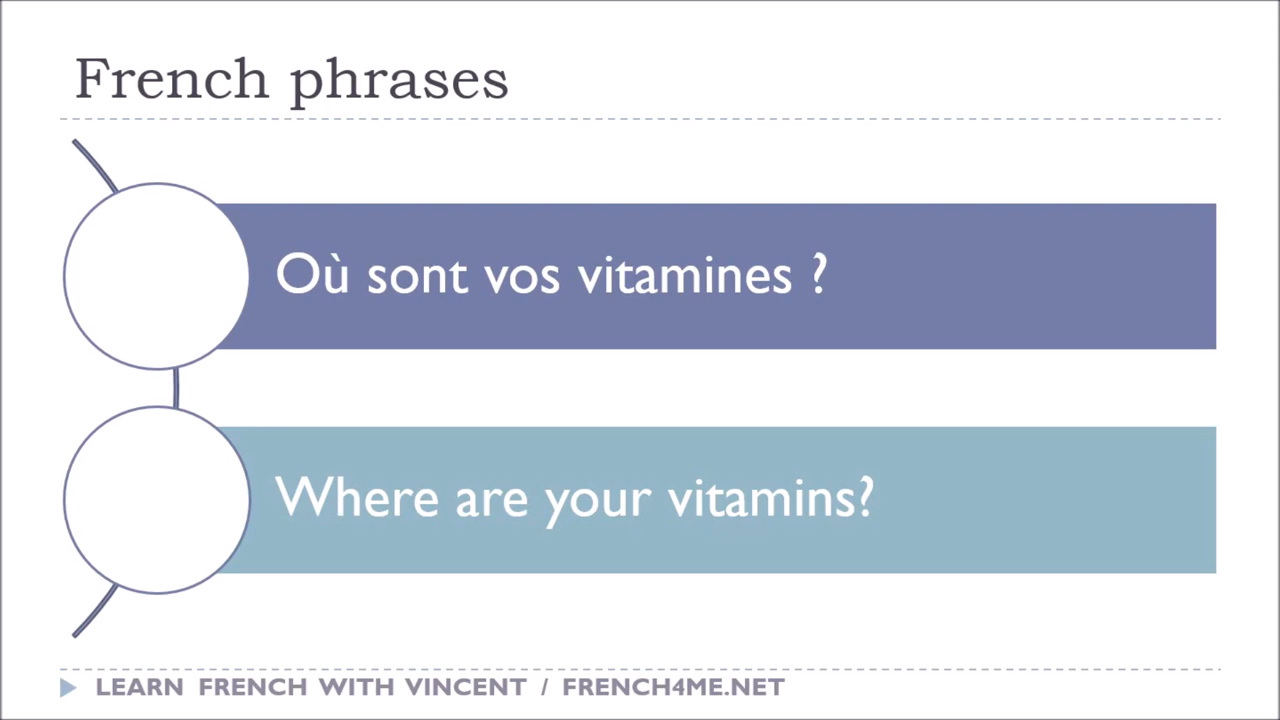 French phrases
Où sont vos vitamines ?
Where are your vitamins?
LEARN FRENCH WITH VINCENT / FRENCH4ME.NET